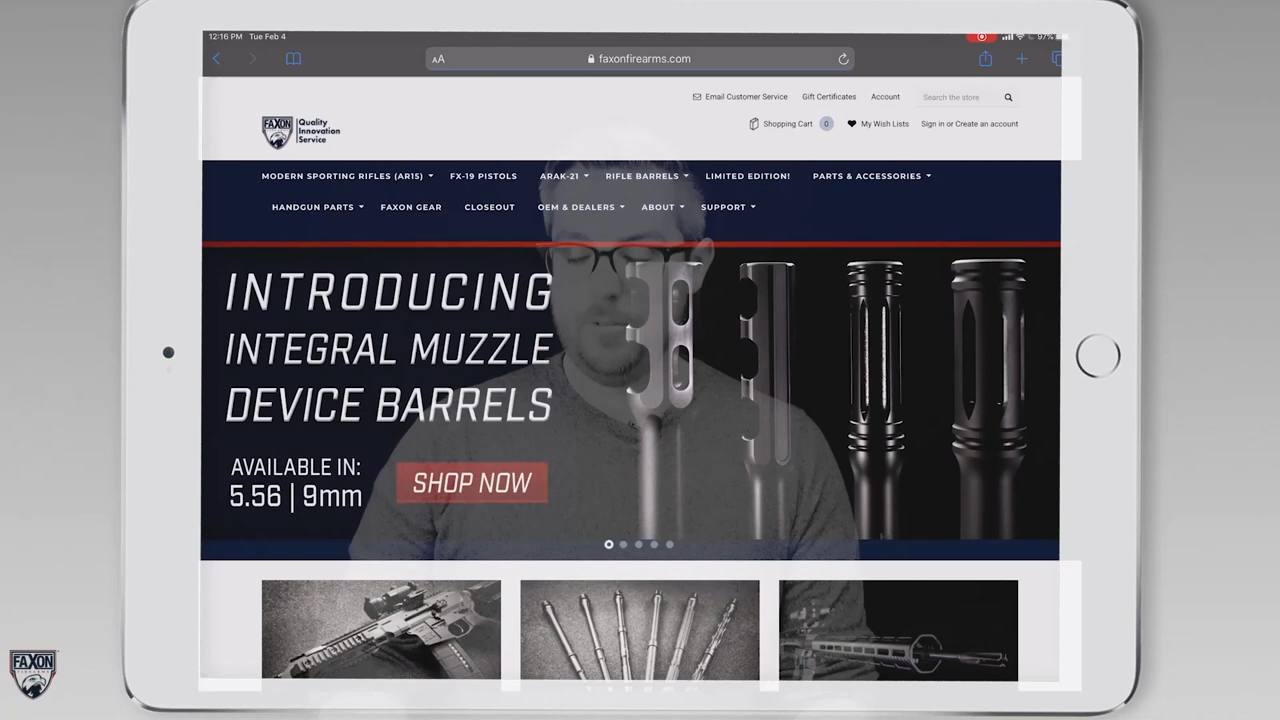 12:16 PM Tue Feb 4
97%
AA
faxonfirearms.com
Email Customer Service Gift Certificates Account Search the store
FAXON
Quality
Innovation
Service
Shopping Cart 0 My Wish Lists Sign in or Create an account
MODERN SPORTING RIFLES (AR15) FX-19 PISTOLS ARAK-21 RIFLE BARRELS LIMITED EDITION! PARTS & ACCESSORIES
HANDGUN PARTS FAXON GEAR CLOSEOUT OEM & DEALERS ABOUT SUPPORT
INTRODUCING
INTEGRAL MUZZLE
DEVICE BARRELS
AVAILABLE IN:
5.56 | 9mm
SHOP NOW
FAXON
FIREARMS